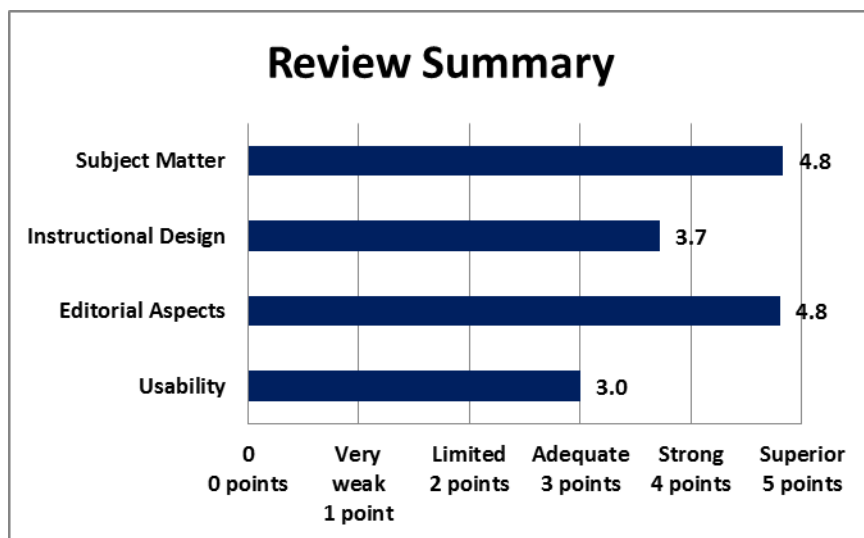 Review Summary
Subject Matter
4.8
Instructional Design
3.7
Editorial Aspects
4.8
Usability
3.0
0 Very Limited Adequate Strong Superior
0 points weak 2 points 3 points 4 points 5 points
1 point